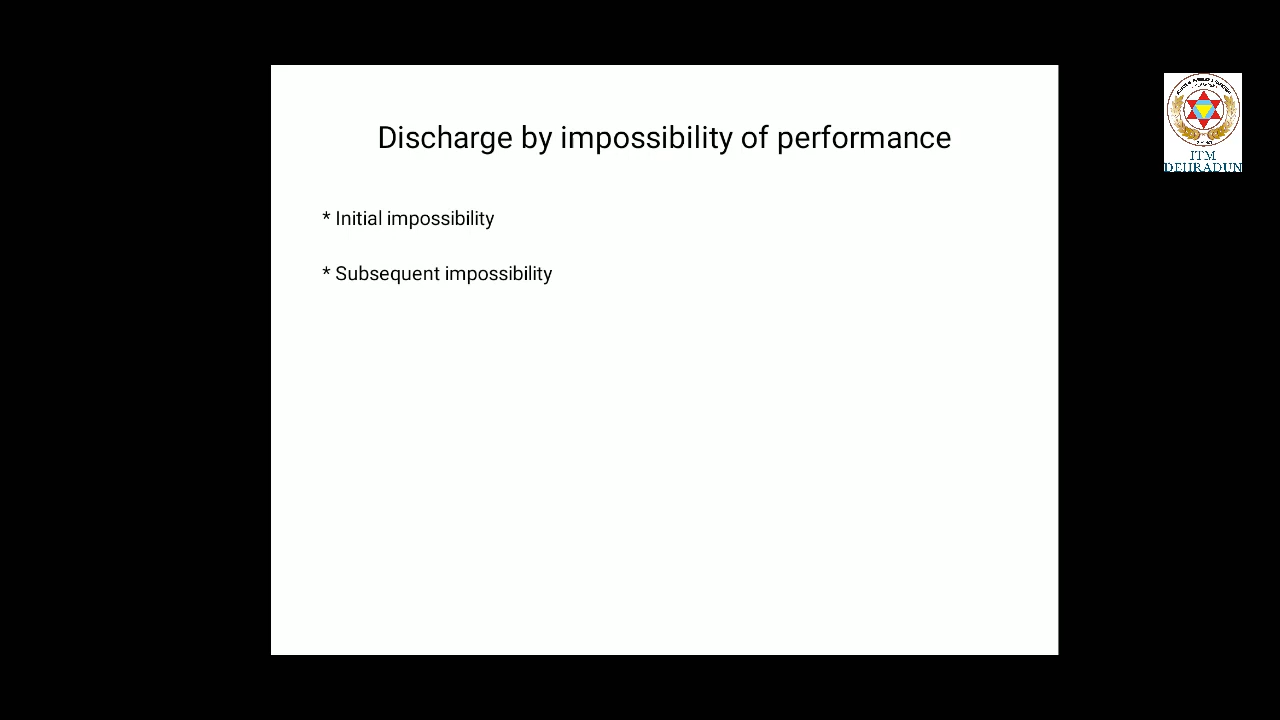 Discharge by impossibility of performance
* Initial impossibility
* Subsequent impossibility
ITM
DEHRADUN